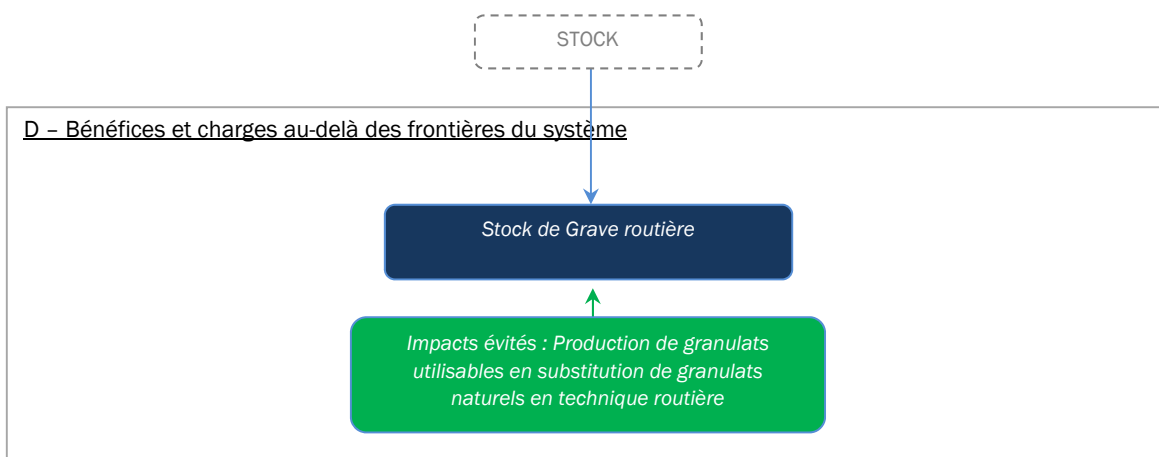 STOCK
D – Bénéfices et charges au-delà des frontières du système
Stock de Grave routière
Impacts évités : Production de granulats
utilisables en substitution de granulats
naturels en technique routière